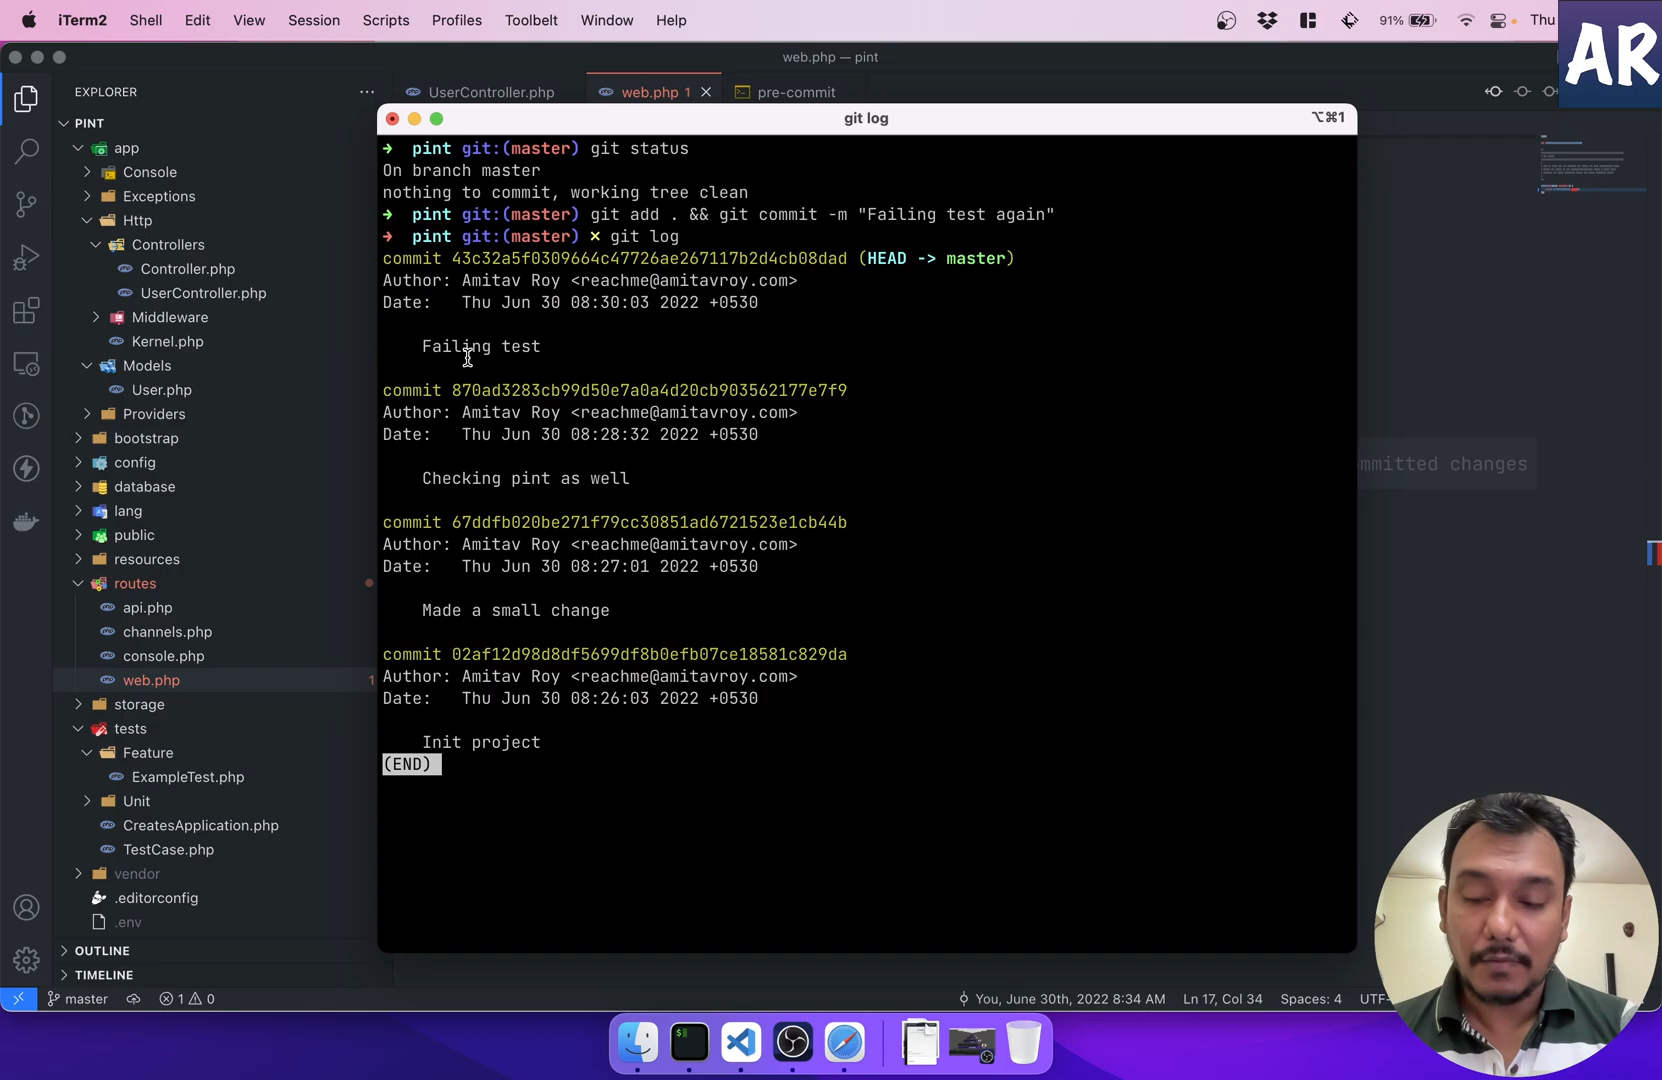 iTerm2 Shell Edit View Session Scripts Profiles Toolbelt Window Help 91% Thu
AR
web.php — pint
EXPLORER
UserController.php web.php 1 pre-commit
git log
⌥⌘1
PINT
app
Console
Exceptions
Http
Controllers
Controller.php
UserController.php
Middleware
Kernel.php
Models
User.php
Providers
bootstrap
config
database
lang
public
resources
routes
api.php
channels.php
console.php
web.php 1
storage
tests
Feature
ExampleTest.php
Unit
CreatesApplication.php
TestCase.php
vendor
.editorconfig
.env
OUTLINE
TIMELINE
➜ pint git:(master) git status
On branch master
nothing to commit, working tree clean
➜ pint git:(master) git add . && git commit -m "Failing test again"
➜ pint git:(master) × git log
commit 43c32a5f0309664c47726ae267117b2d4cb08dad (HEAD -> master)
Author: Amitav Roy <reachme@amitavroy.com>
Date: Thu Jun 30 08:30:03 2022 +0530
Failing test
commit 870ad3283cb99d50e7a0a4d20cb903562177e7f9
Author: Amitav Roy <reachme@amitavroy.com>
Date: Thu Jun 30 08:28:32 2022 +0530
Checking pint as well
commit 67ddfb020be271f79cc30851ad6721523e1cb44b
Author: Amitav Roy <reachme@amitavroy.com>
Date: Thu Jun 30 08:27:01 2022 +0530
Made a small change
commit 02af12d98d8df5699df8b0efb07ce18581c829da
Author: Amitav Roy <reachme@amitavroy.com>
Date: Thu Jun 30 08:26:03 2022 +0530
Init project
(END)
mmitted changes
master 1 0 You, June 30th, 2022 8:34 AM Ln 17, Col 34 Spaces: 4 UTF-